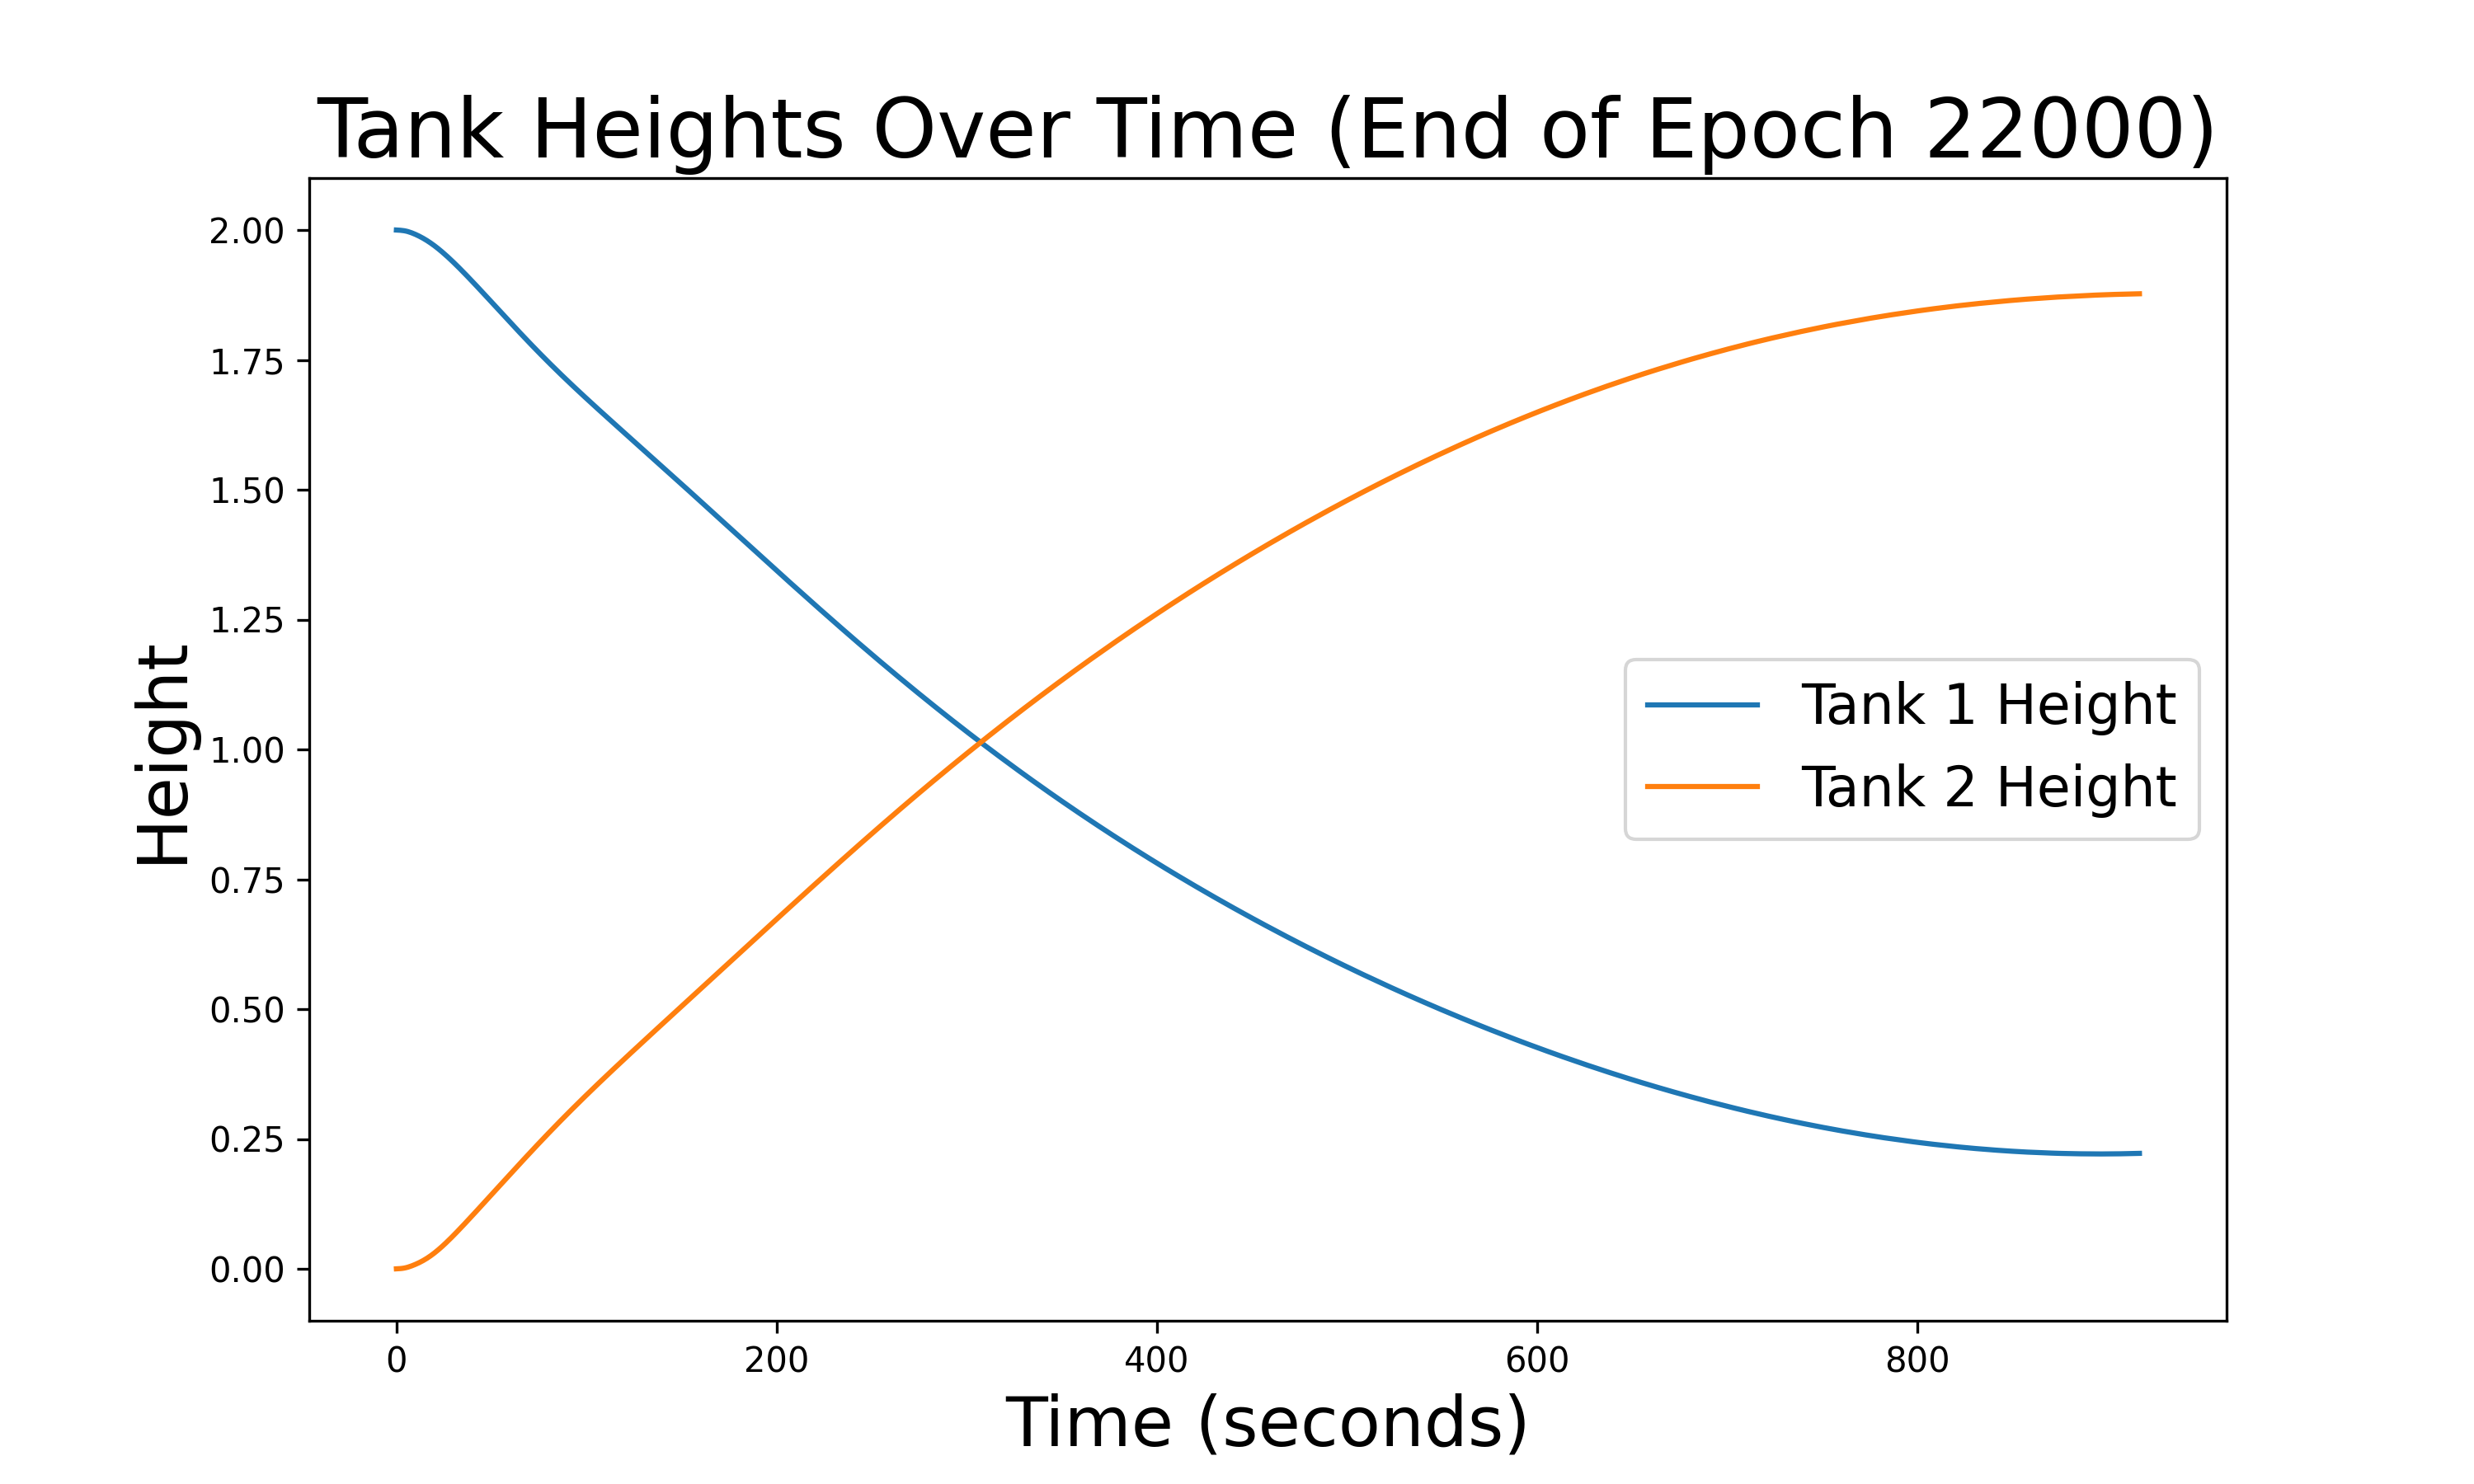 Tank Heights Over Time (End of Epoch 22000)
Height
2.00
1.75
1.50
1.25
1.00
0.75
0.50
0.25
0.00
Tank 1 Height
Tank 2 Height
0 200 400 600 800
Time (seconds)